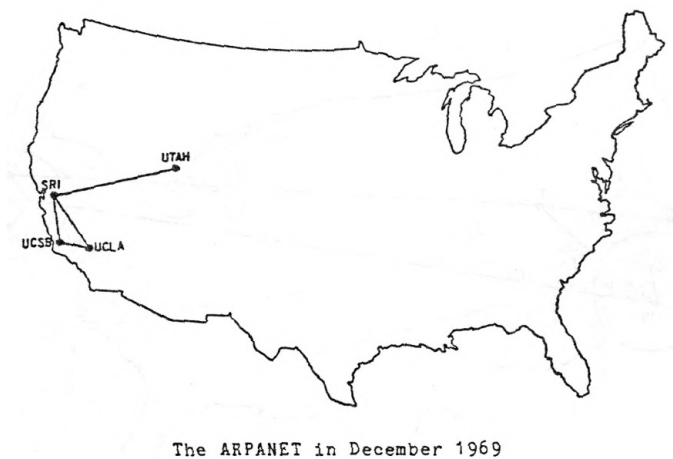 UTAH
SRI
UCSB
UCLA
The ARPANET in December 1969